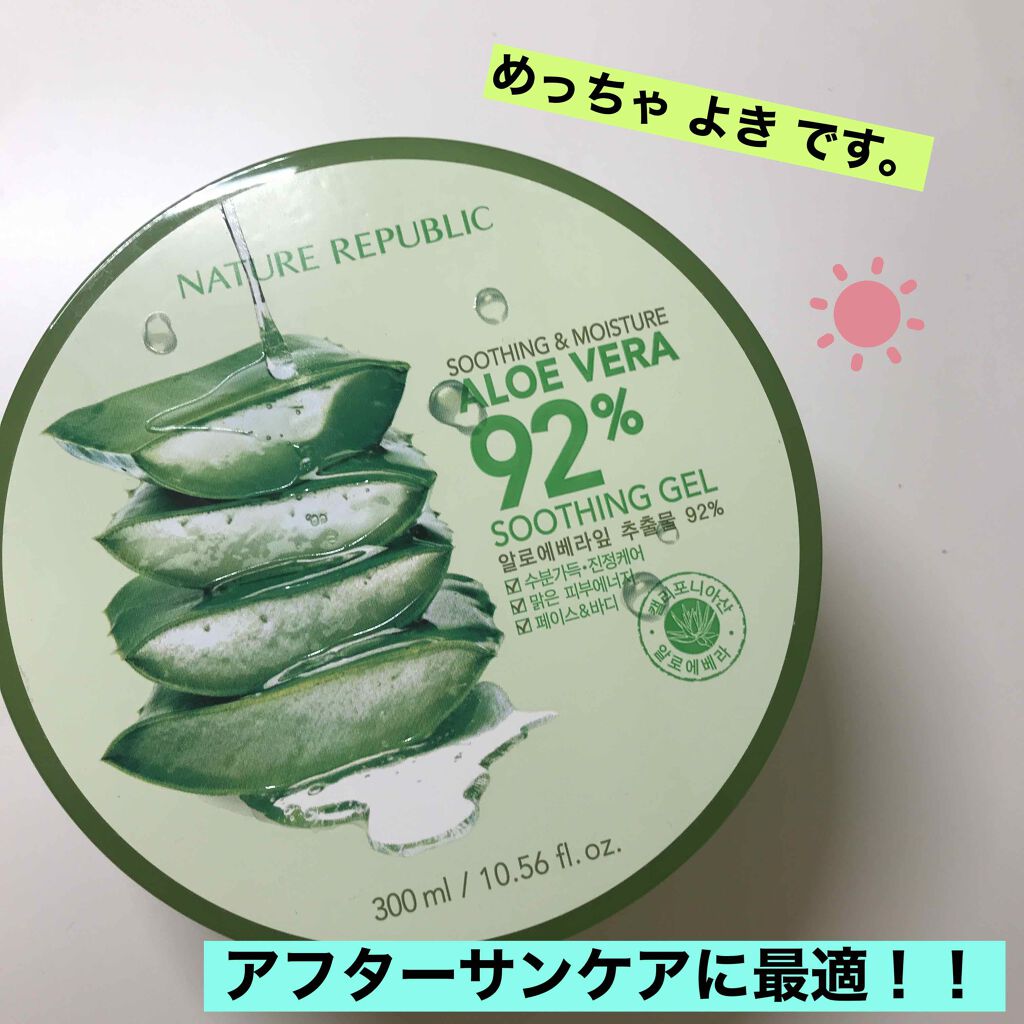 めっちゃ よき です。
NATURE REPUBLIC
SOOTHING & MOISTURE
ALOE VERA
92%
SOOTHING GEL
알로에베라잎 추출물 92%
☑ 수분가득·진정케어
☑ 맑은 피부에너지
☑ 페이스&바디
캘리포니아산
알로에베라
300 ml / 10.56 fl.oz.
アフターサンケアに最適！！